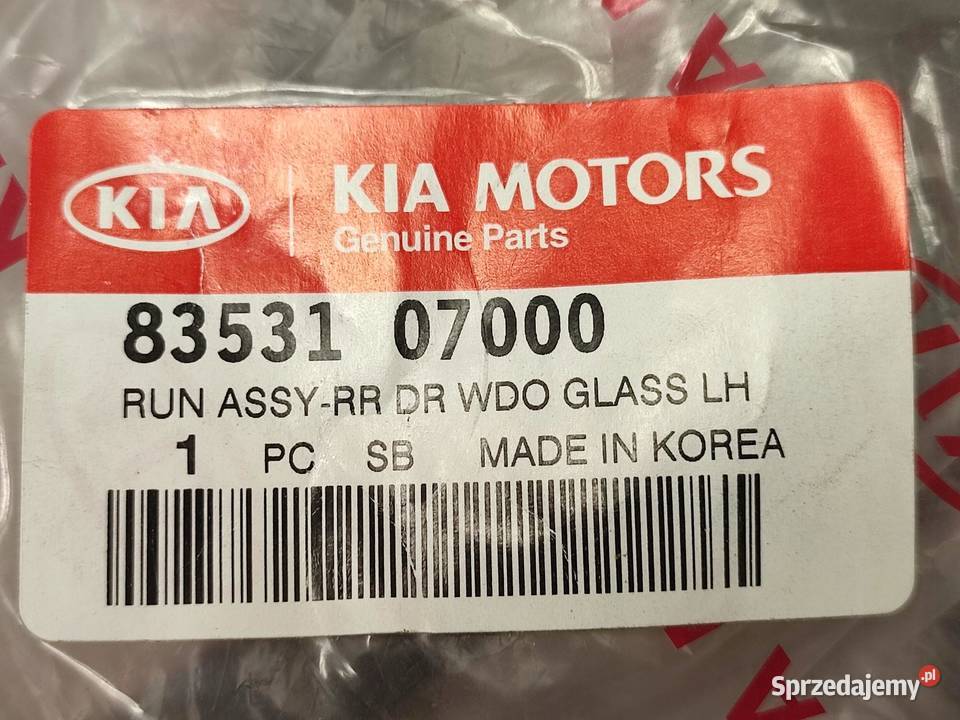 KIA
KIA MOTORS
Genuine Parts
83531 07000
RUN ASSY-RR DR WDO GLASS LH
1 PC SB MADE IN KOREA
Sprzedajemy.pl